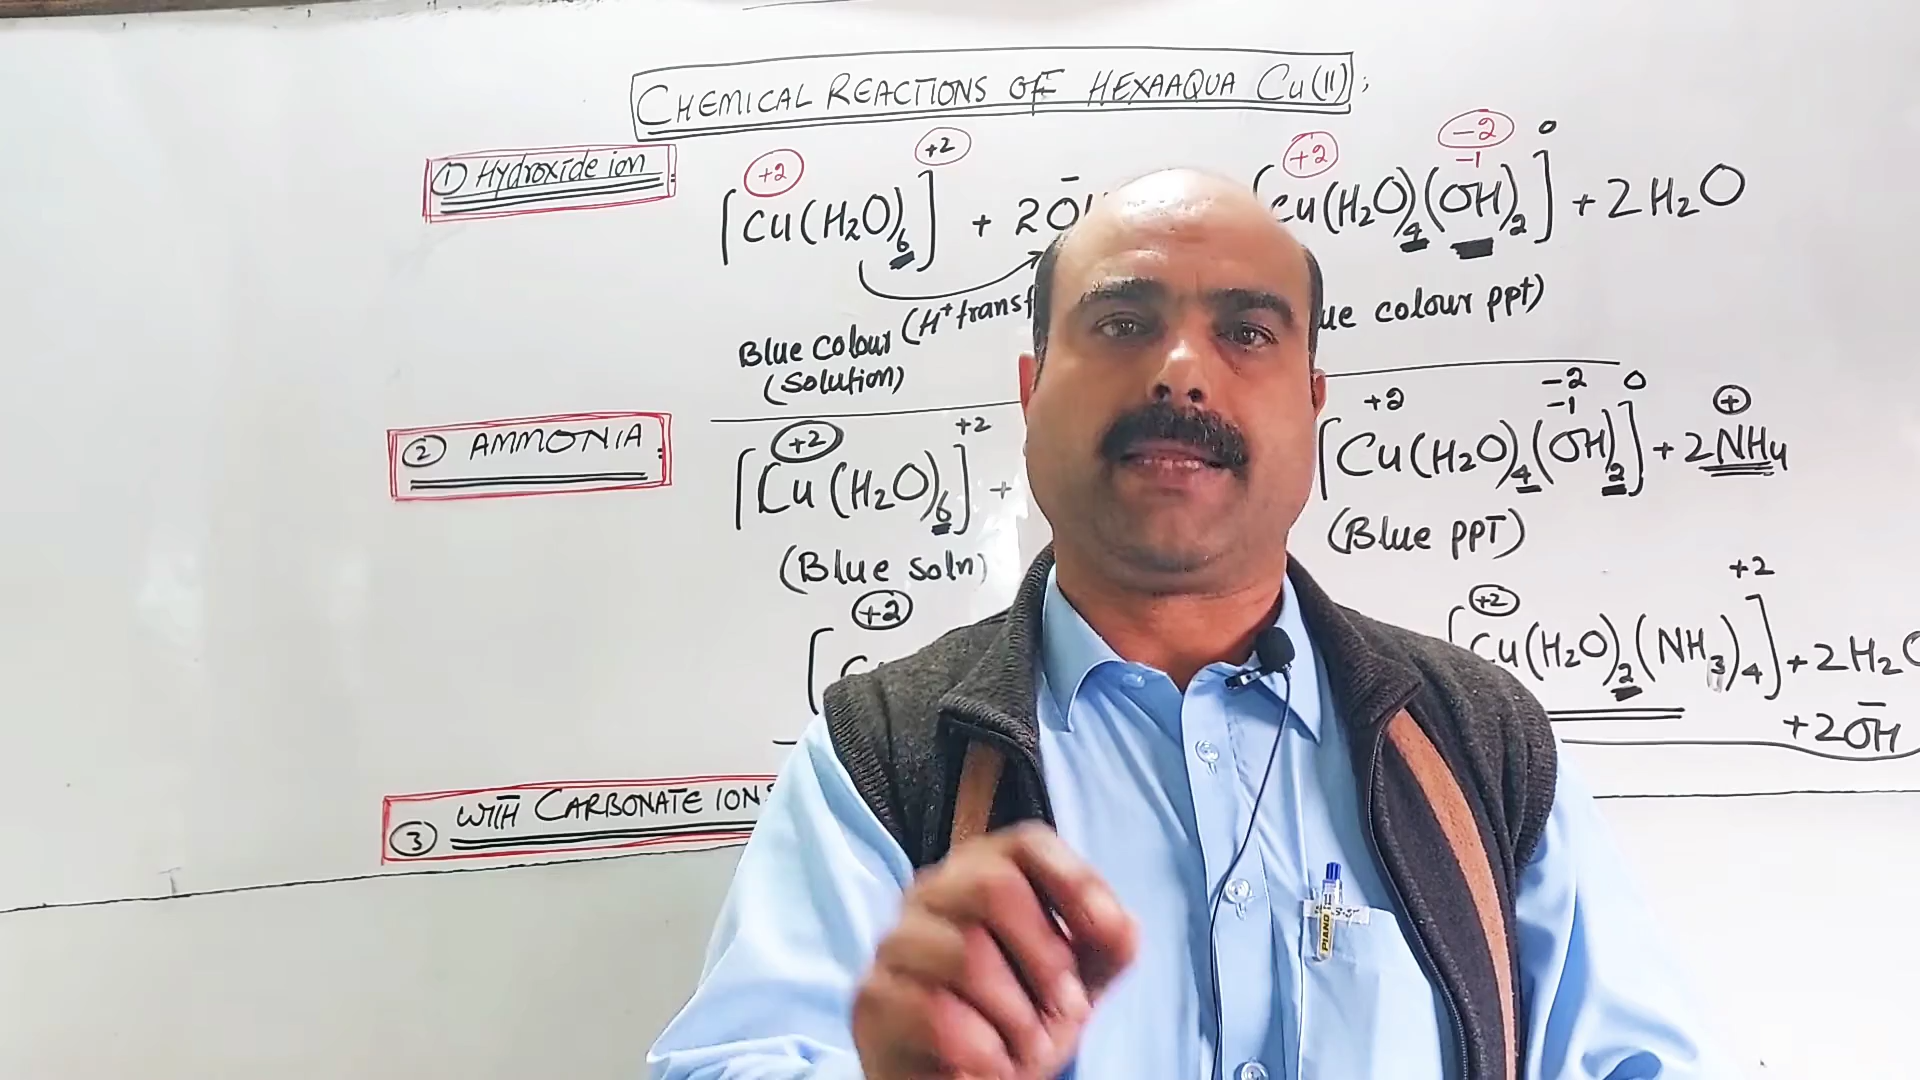 CHEMICAL REACTIONS OF HEXAAQUA Cu(II);
① Hydroxide ion:
+2 +2 +2 -2 0
-1
[Cu(H₂O)₆] + 2OH⁻ [Cu(H₂O)₄(OH)₂] + 2H₂O
Blue colour (H⁺ colour ppt)
(solution)
② AMMONIA:
+2 +2 +2 -2 0 +
-1
[Cu(H₂O)₆] + [Cu(H₂O)₄(OH)₂] + 2NH₄
(Blue soln) (Blue ppt)
+2 +2 +2
[Cu(H₂O)₂(NH₃)₄] + 2H₂O
+2OH⁻
③ WITH CARBONATE IONS
PIANO